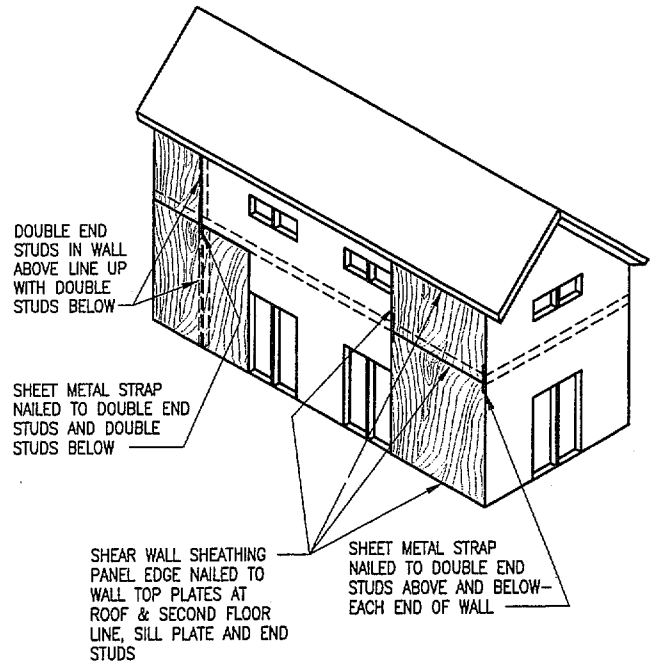 DOUBLE END
STUDS IN WALL
ABOVE LINE UP
WITH DOUBLE
STUDS BELOW
SHEET METAL STRAP
NAILED TO DOUBLE END
STUDS AND DOUBLE
STUDS BELOW
SHEAR WALL SHEATHING
PANEL EDGE NAILED TO
WALL TOP PLATES AT
ROOF & SECOND FLOOR
LINE, SILL PLATE AND END
STUDS
SHEET METAL STRAP
NAILED TO DOUBLE END
STUDS ABOVE AND BELOW-
EACH END OF WALL